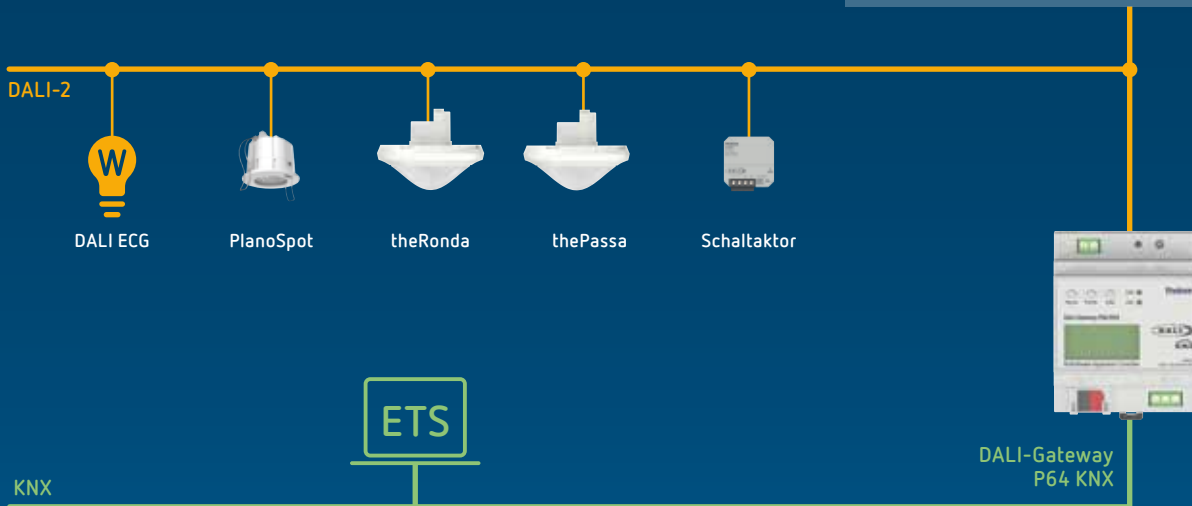 DALI-2
W
DALI ECG
PlanoSpot
theRonda
thePassa
Schaltaktor
ETS
DALI-Gateway
P64 KNX
KNX